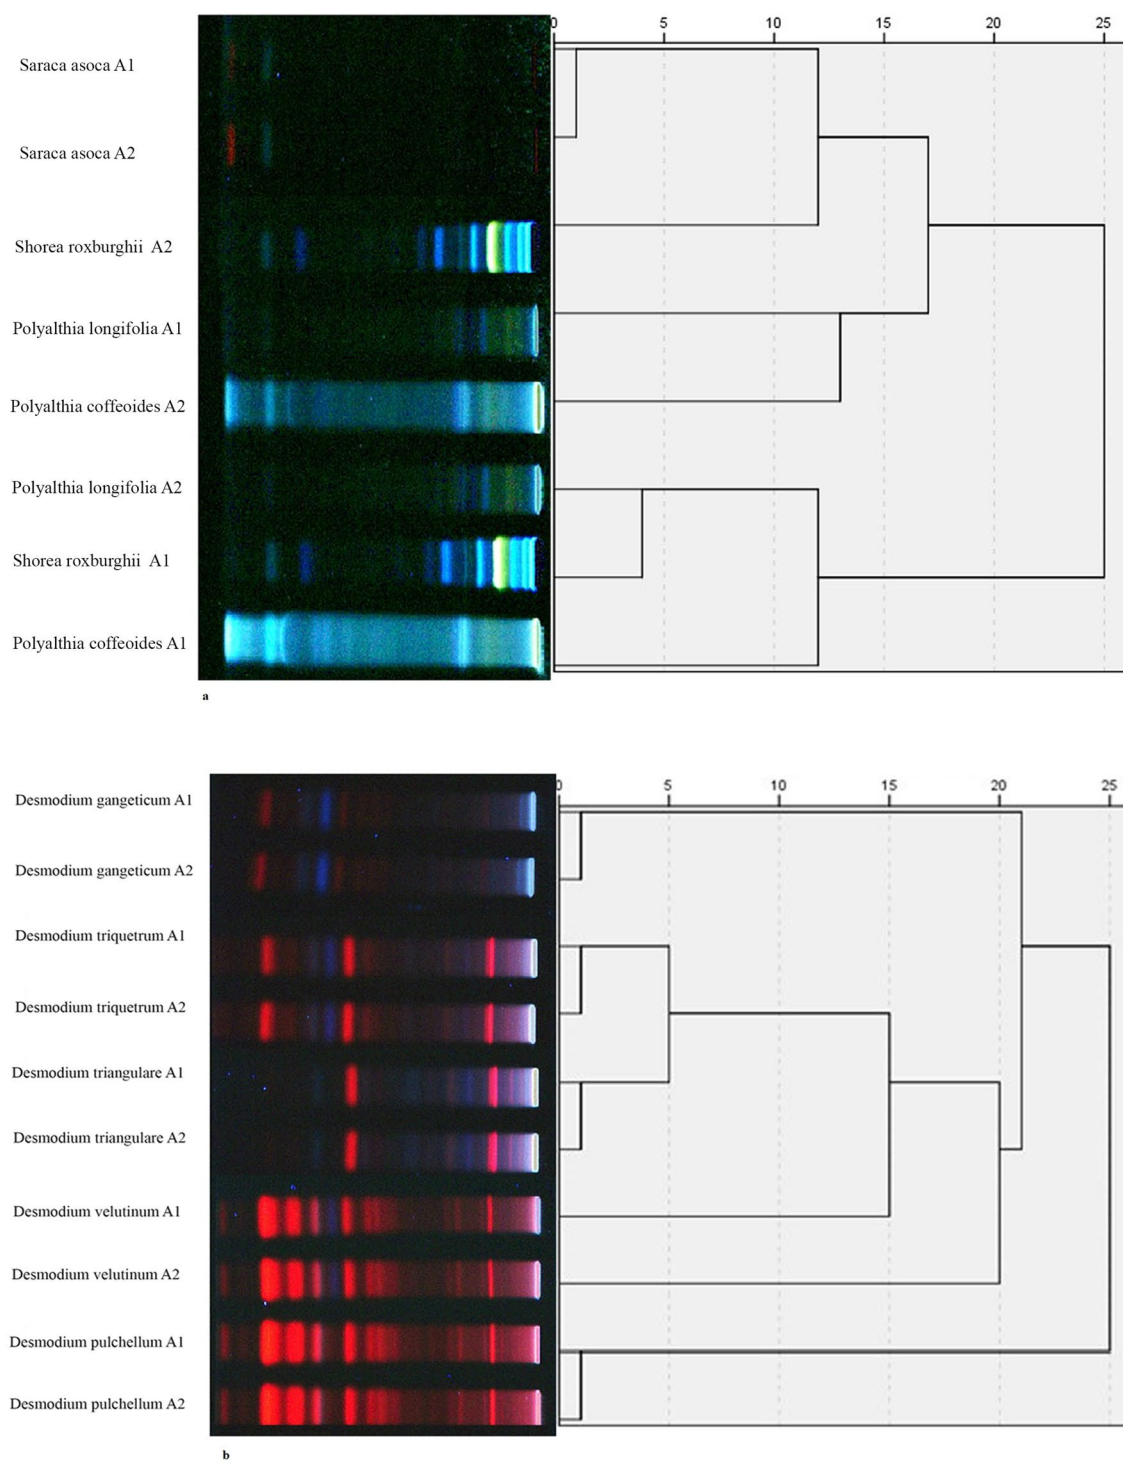 0 5 10 15 20 25
Saraca asoca A1
Saraca asoca A2
Shorea roxburghii A2
Polyalthia longifolia A1
Polyalthia coffeoides A2
Polyalthia longifolia A2
Shorea roxburghii A1
Polyalthia coffeoides A1
a
0 5 10 15 20 25
Desmodium gangeticum A1
Desmodium gangeticum A2
Desmodium triquetrum A1
Desmodium triquetrum A2
Desmodium triangulare A1
Desmodium triangulare A2
Desmodium velutinum A1
Desmodium velutinum A2
Desmodium pulchellum A1
Desmodium pulchellum A2
b